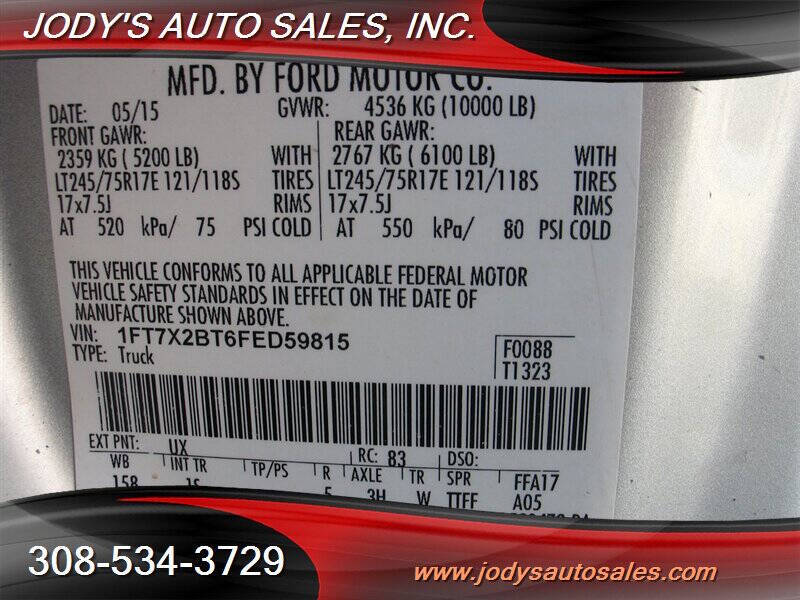 JODY'S AUTO SALES, INC.
MFD. BY FORD MOTOR CO.
DATE: 05/15 GVWR: 4536 KG (10000 LB)
FRONT GAWR: REAR GAWR:
2359 KG ( 5200 LB) WITH 2767 KG ( 6100 LB) WITH
LT245/75R17E 121/118S TIRES LT245/75R17E 121/118S TIRES
17x7.5J RIMS 17x7.5J RIMS
AT 520 kPa/ 75 PSI COLD AT 550 kPa/ 80 PSI COLD
THIS VEHICLE CONFORMS TO ALL APPLICABLE FEDERAL MOTOR
VEHICLE SAFETY STANDARDS IN EFFECT ON THE DATE OF
MANUFACTURE SHOWN ABOVE.
VIN: 1FT7X2BT6FED59815
TYPE: Truck
F0088
T1323
EXT PNT: UX RC: 83 DSO:
WB INT TR TP/PS R AXLE TR SPR FFA17
158 1S 5 3H W TTFF A05
308-534-3729
www.jodysautosales.com